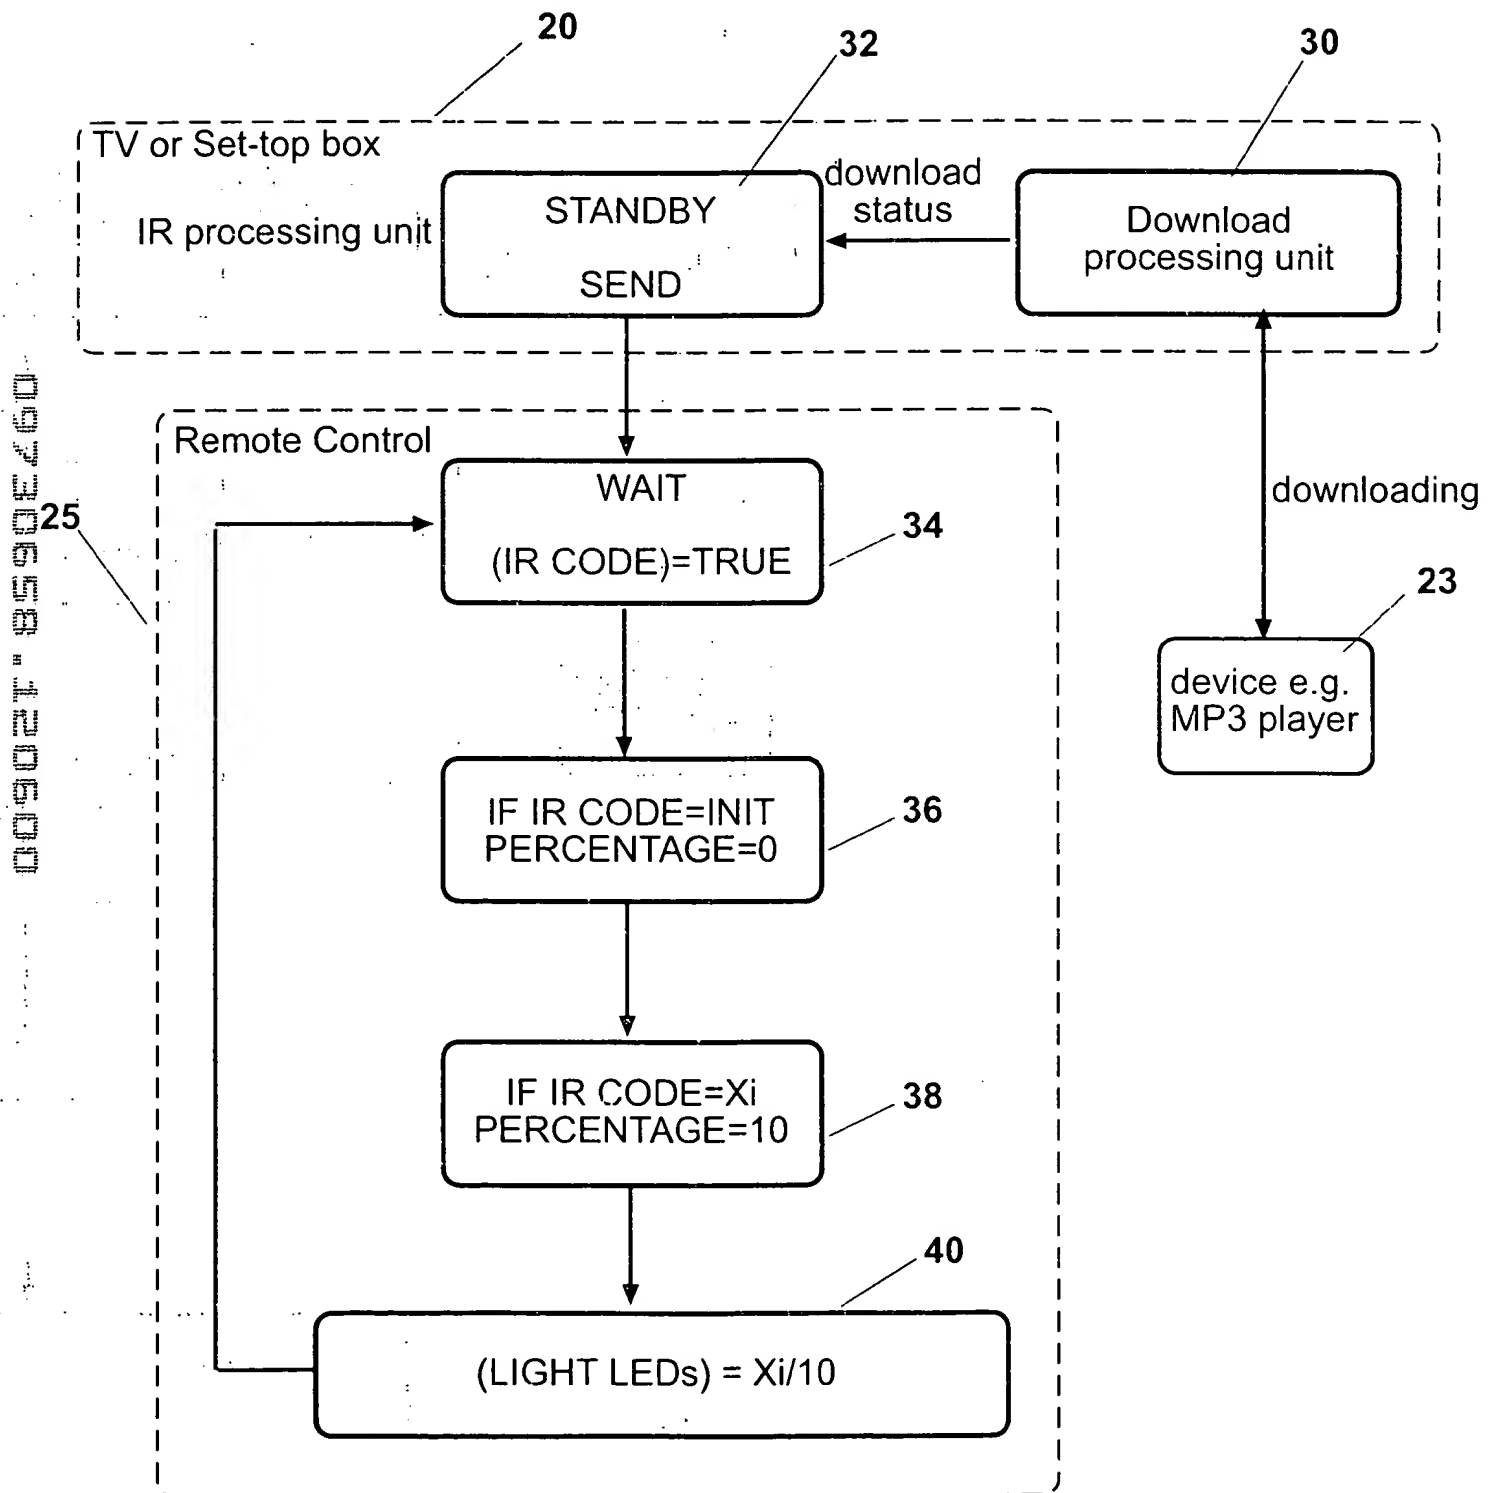 20
32
30
TV or Set-top box
download
status
STANDBY
IR processing unit
SEND
Download
processing unit
Remote Control
WAIT
(IR CODE)=TRUE
34
25
downloading
23
device e.g.
MP3 player
IF IR CODE=INIT
PERCENTAGE=0
36
IF IR CODE=Xi
PERCENTAGE=10
38
40
(LIGHT LEDs) = Xi/10
09730658.120600